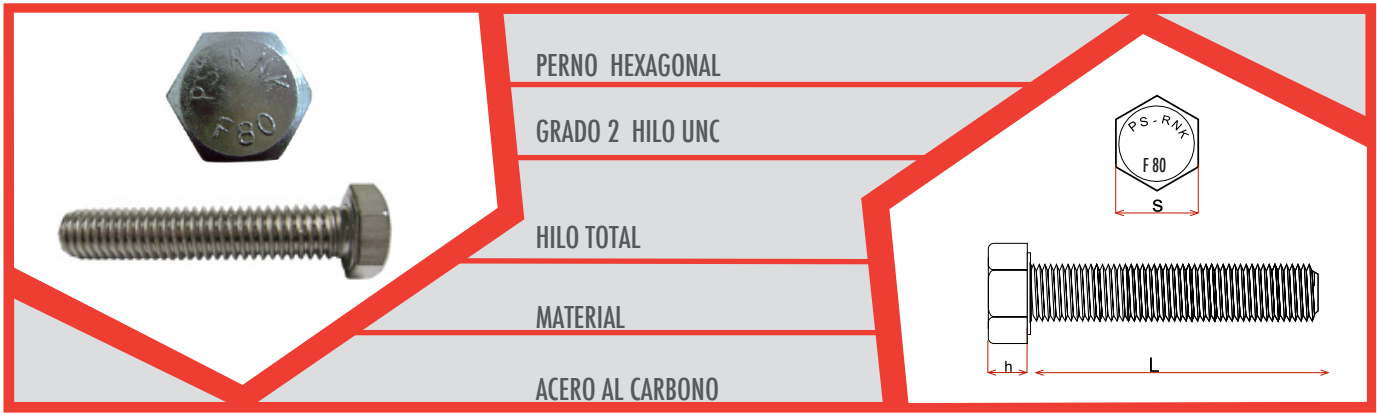 PS-RNK
F80
PERNO HEXAGONAL
GRADO 2 HILO UNC
HILO TOTAL
MATERIAL
ACERO AL CARBONO
PS-RNK
F 80
S
h
L